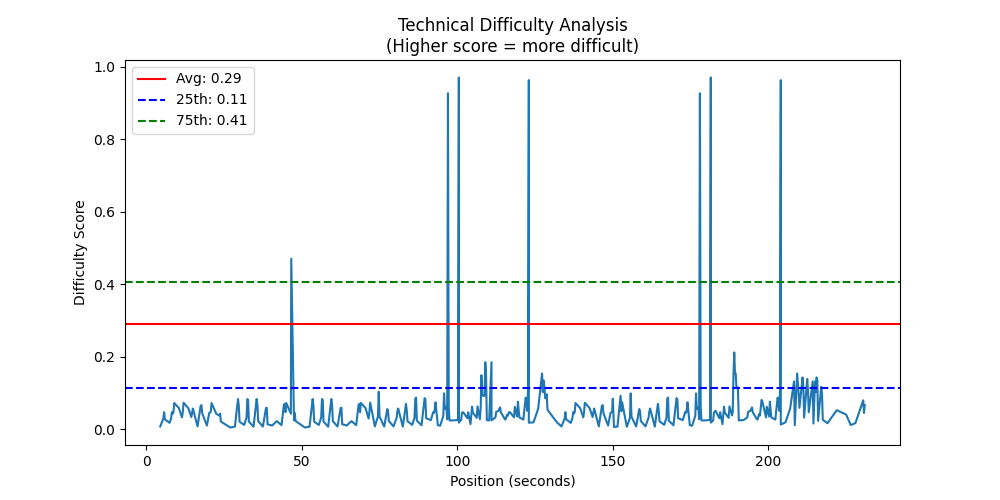 Technical Difficulty Analysis
(Higher score = more difficult)
Avg: 0.29
25th: 0.11
75th: 0.41
Difficulty Score
1.0
0.8
0.6
0.4
0.2
0.0
0
50
100
150
200
Position (seconds)